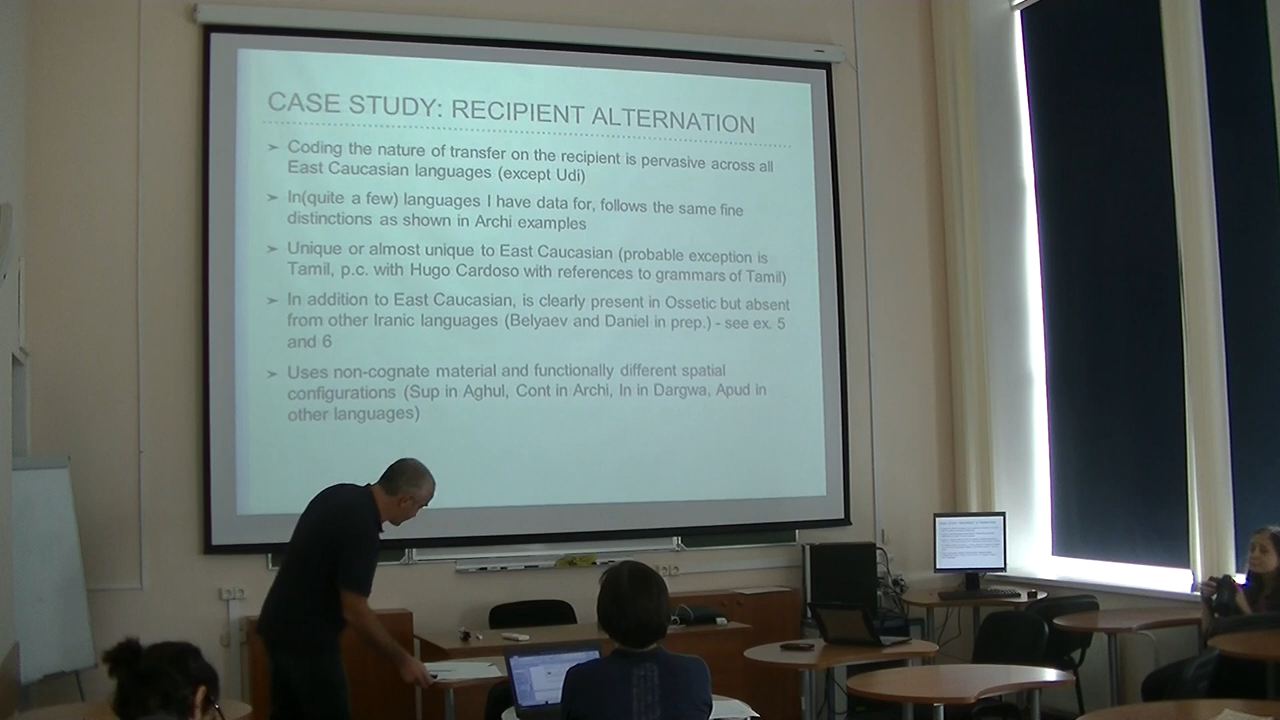 CASE STUDY: RECIPIENT ALTERNATION
➤ Coding the nature of transfer on the recipient is pervasive across all
East Caucasian languages (except Udi)
➤ In(quite a few) languages I have data for, follows the same fine
distinctions as shown in Archi examples
➤ Unique or almost unique to East Caucasian (probable exception is
Tamil, p.c. with Hugo Cardoso with references to grammars of Tamil)
➤ In addition to East Caucasian, is clearly present in Ossetic but absent
from other Iranic languages (Belyaev and Daniel in prep.) - see ex. 5
and 6
➤ Uses non-cognate material and functionally different spatial
configurations (Sup in Aghul, Cont in Archi, In in Dargwa, Apud in
other languages)